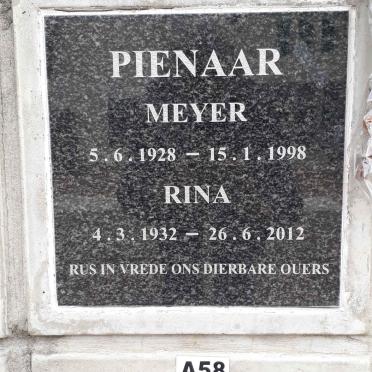 PIENAAR
MEYER
5.6.1928 – 15.1.1998
RINA
4.3.1932 – 26.6.2012
RUS IN VREDE ONS DIERBARE OUERS
A58